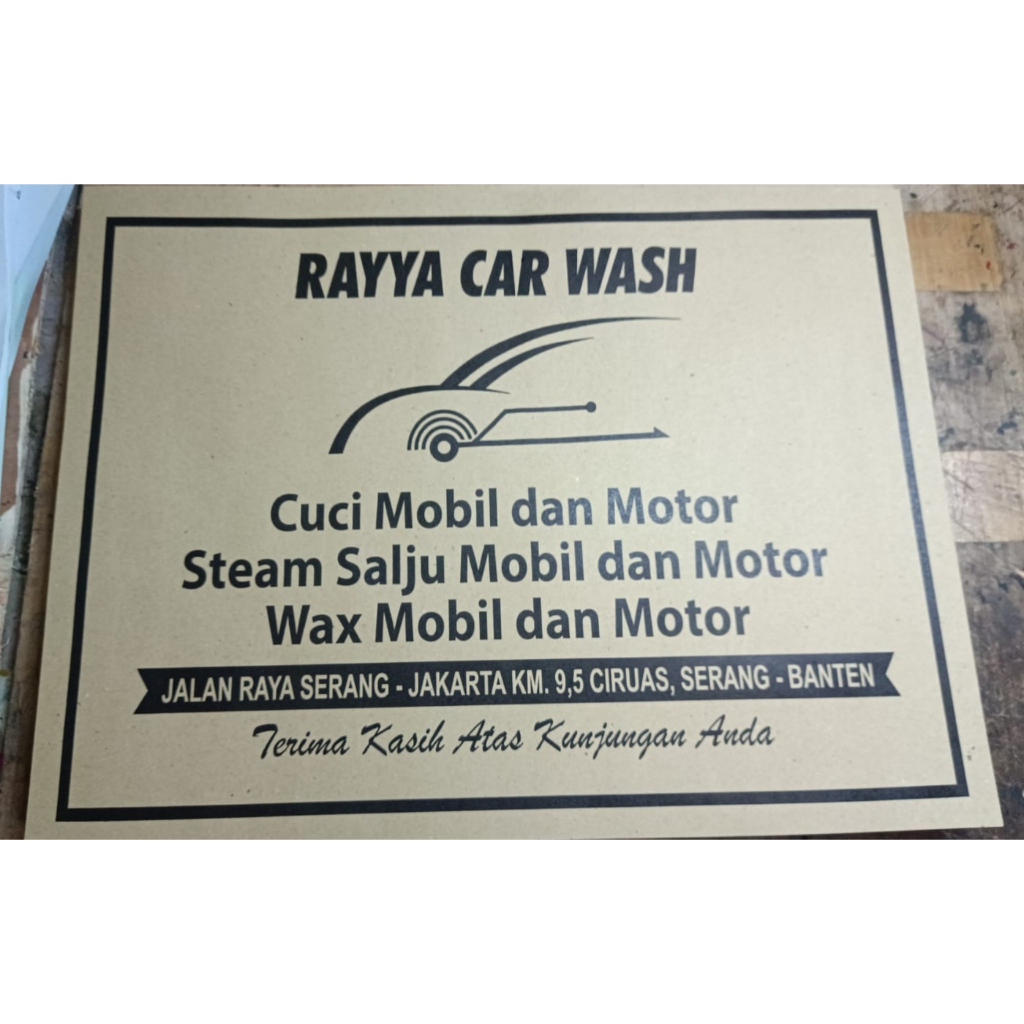 RAYYA CAR WASH
Cuci Mobil dan Motor
Steam Salju Mobil dan Motor
Wax Mobil dan Motor
JALAN RAYA SERANG - JAKARTA KM. 9,5 CIRUAS, SERANG - BANTEN
Terima Kasih Atas Kunjungan Anda